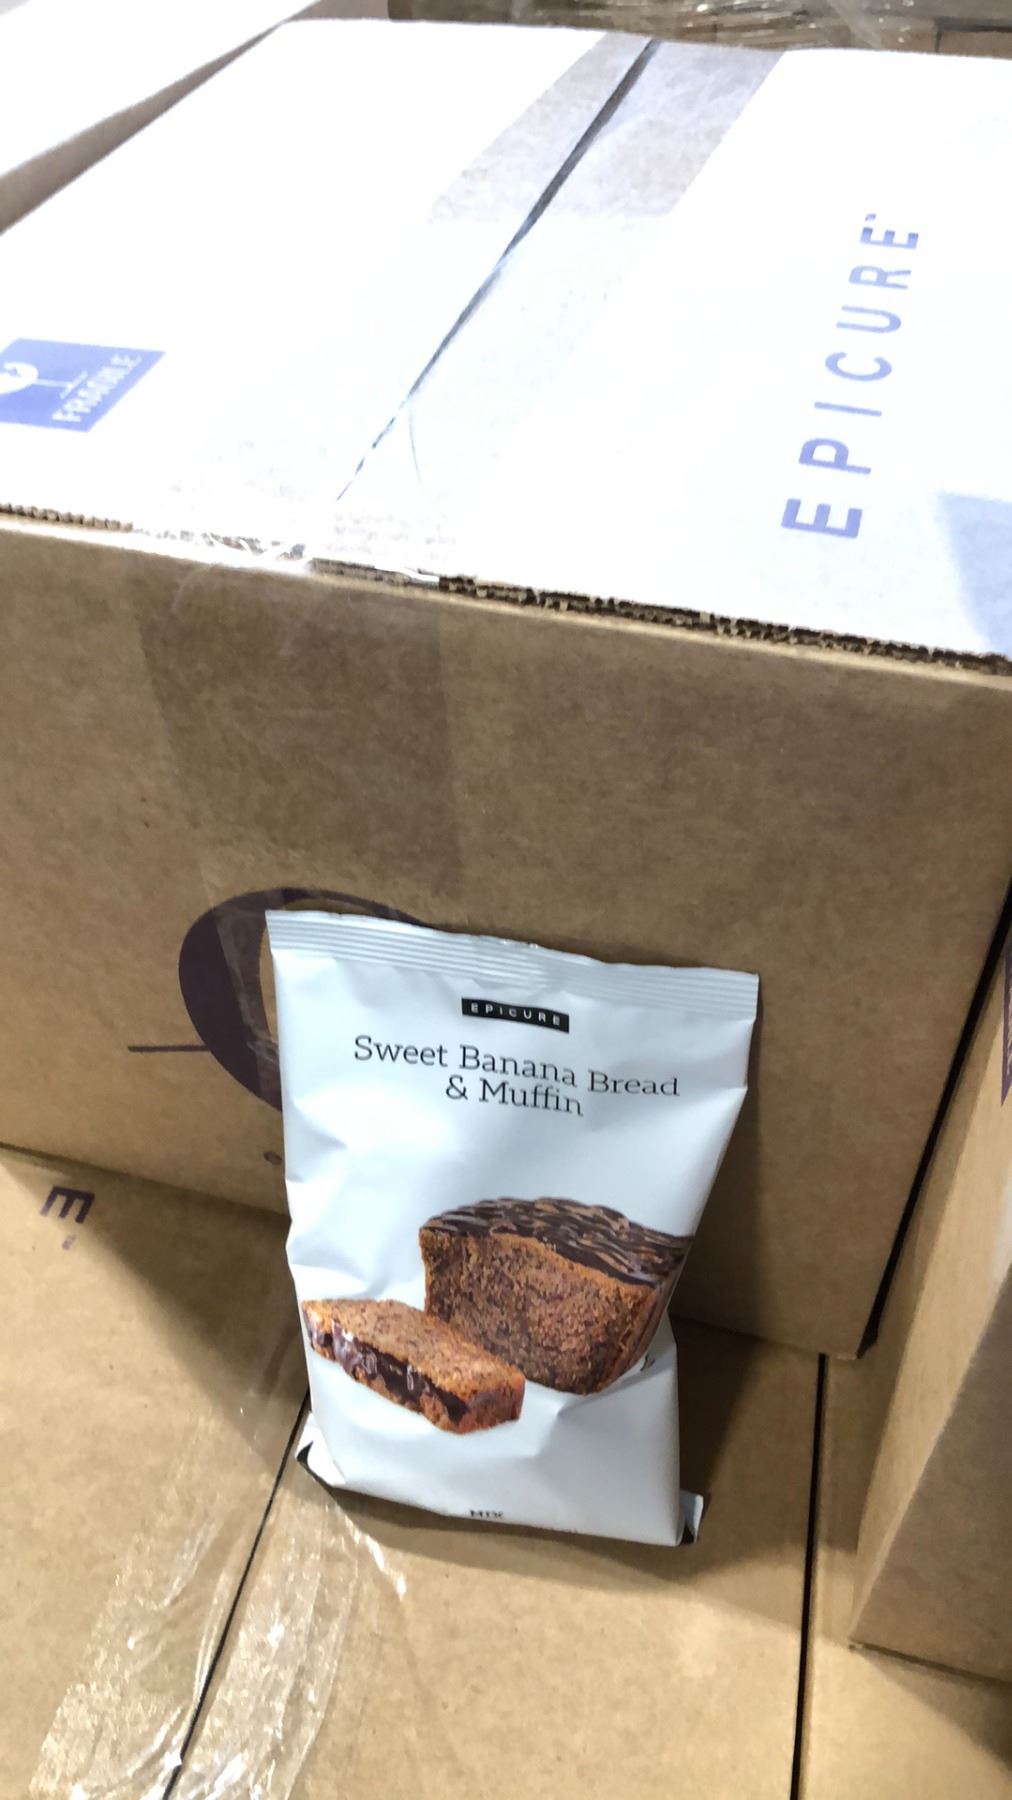 EPICURE
FRAGILE
EPICURE
Sweet Banana Bread
& Muffin
E
MIX